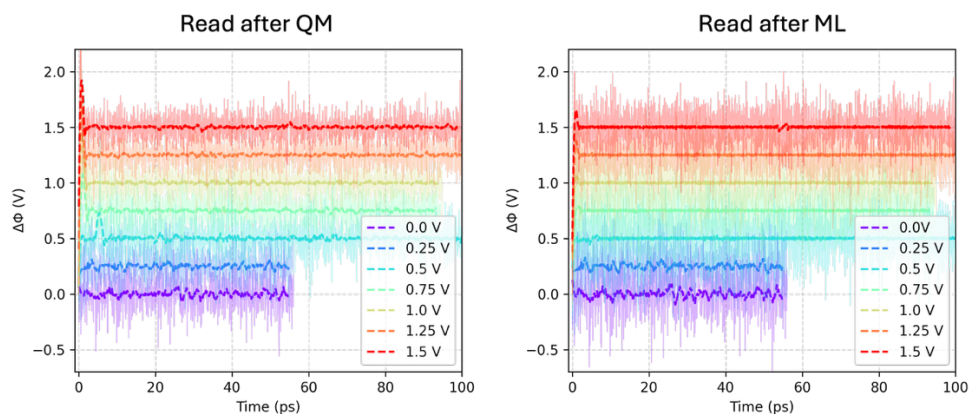 Read after QM
ΔΦ (V)
2.0
1.5
1.0
0.5
0.0
−0.5
0 20 40 60 80 100
Time (ps)
0.0V
0.25 V
0.5 V
0.75 V
1.0 V
1.25 V
1.5 V
Read after ML
ΔΦ (V)
2.0
1.5
1.0
0.5
0.0
−0.5
0 20 40 60 80 100
Time (ps)
0.0 V
0.25 V
0.5 V
0.75 V
1.0 V
1.25 V
1.5 V